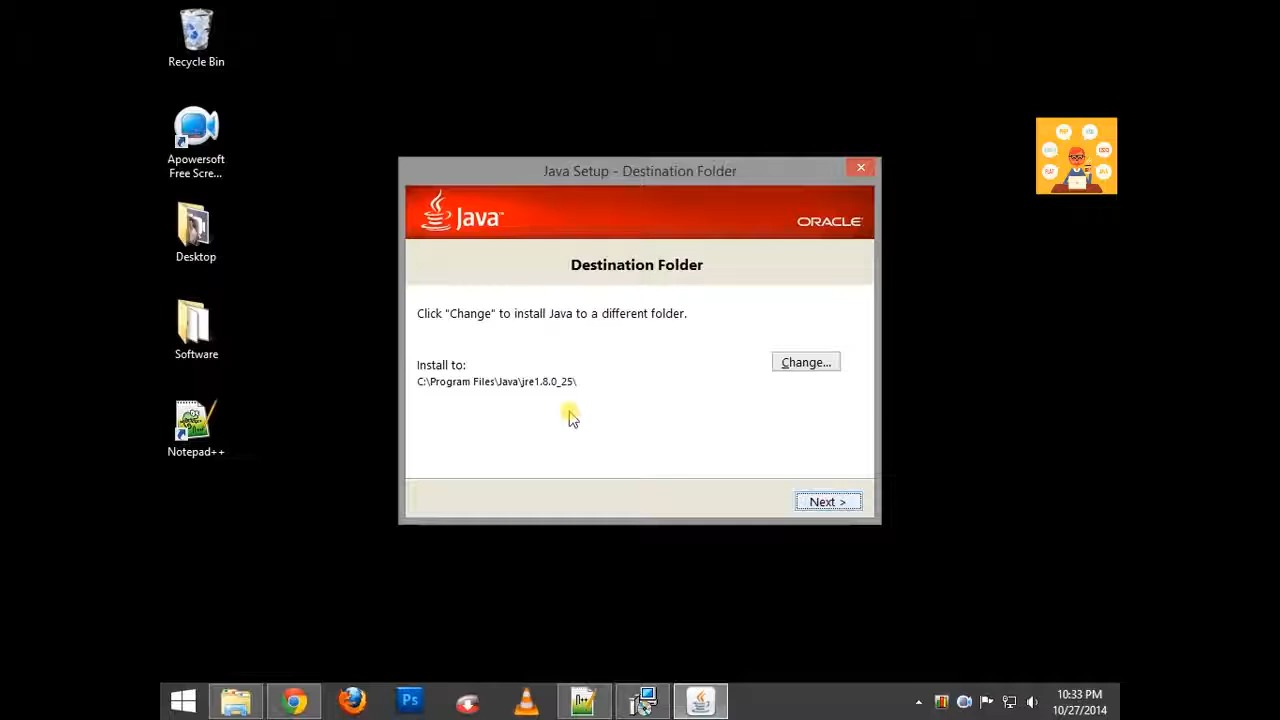 Recycle Bin
Apowersoft
Free Scre...
Desktop
Software
Notepad++
Java Setup - Destination Folder
Java™
ORACLE
Destination Folder
Click "Change" to install Java to a different folder.
Install to:
Change...
C:\Program Files\Java\jre1.8.0_25\
Next >
Ps
10:33 PM
10/27/2014